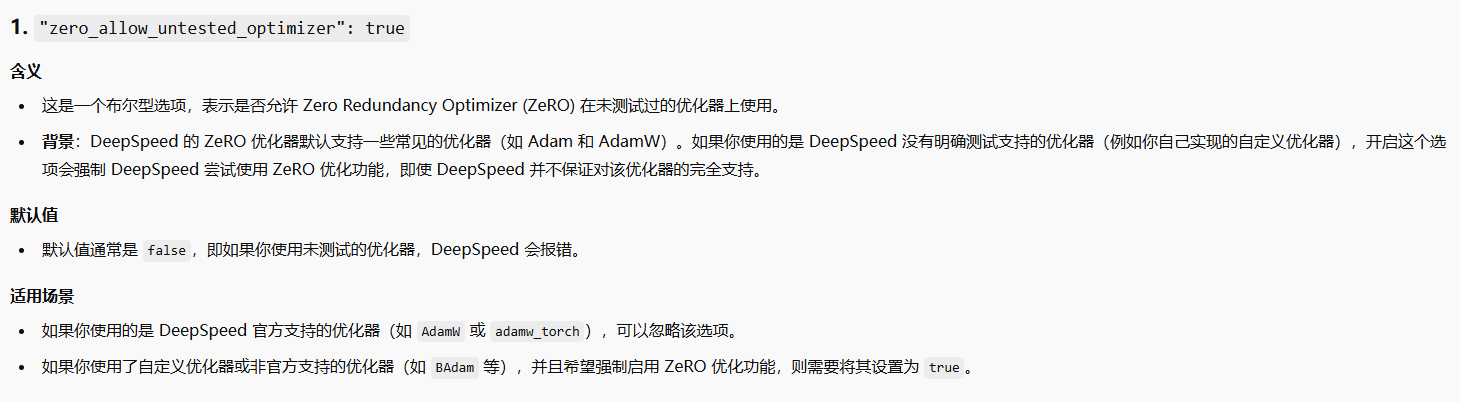 1. "zero_allow_untested_optimizer": true
含义
• 这是一个布尔型选项，表示是否允许 Zero Redundancy Optimizer (ZeRO) 在未测试过的优化器上使用。
• 背景：DeepSpeed 的 ZeRO 优化器默认支持一些常见的优化器（如 Adam 和 AdamW）。如果你使用的是 DeepSpeed 没有明确测试支持的优化器（例如你自己实现的自定义优化器），开启这个选
项会强制 DeepSpeed 尝试使用 ZeRO 优化功能，即使 DeepSpeed 并不保证对该优化器的完全支持。
默认值
• 默认值通常是 false，即如果你使用未测试的优化器，DeepSpeed 会报错。
适用场景
• 如果你使用的是 DeepSpeed 官方支持的优化器（如 AdamW 或 adamw_torch），可以忽略该选项。
• 如果你使用了自定义优化器或非官方支持的优化器（如 BAdam 等），并且希望强制启用 ZeRO 优化功能，则需要将其设置为 true。